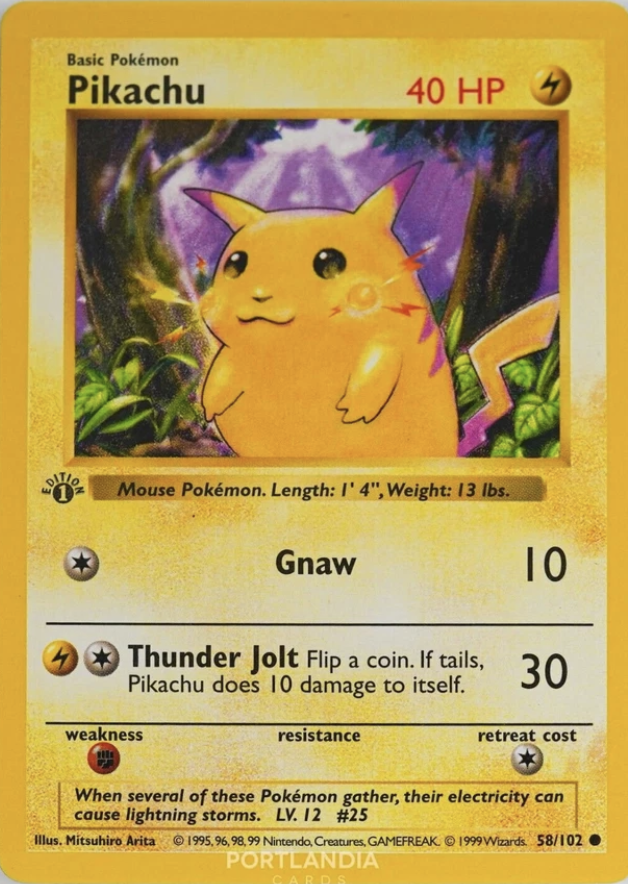 Basic Pokémon
Pikachu 40 HP
EDITION 1
Mouse Pokémon. Length: 1' 4", Weight: 13 lbs.
Gnaw 10
Thunder Jolt Flip a coin. If tails, 30
Pikachu does 10 damage to itself.
weakness resistance retreat cost
When several of these Pokémon gather, their electricity can
cause lightning storms. LV. 12 #25
Illus. Mitsuhiro Arita © 1995, 96, 98, 99 Nintendo, Creatures, GAMEFREAK. © 1999 Wizards. 58/102
PORTLANDIA
CARDS